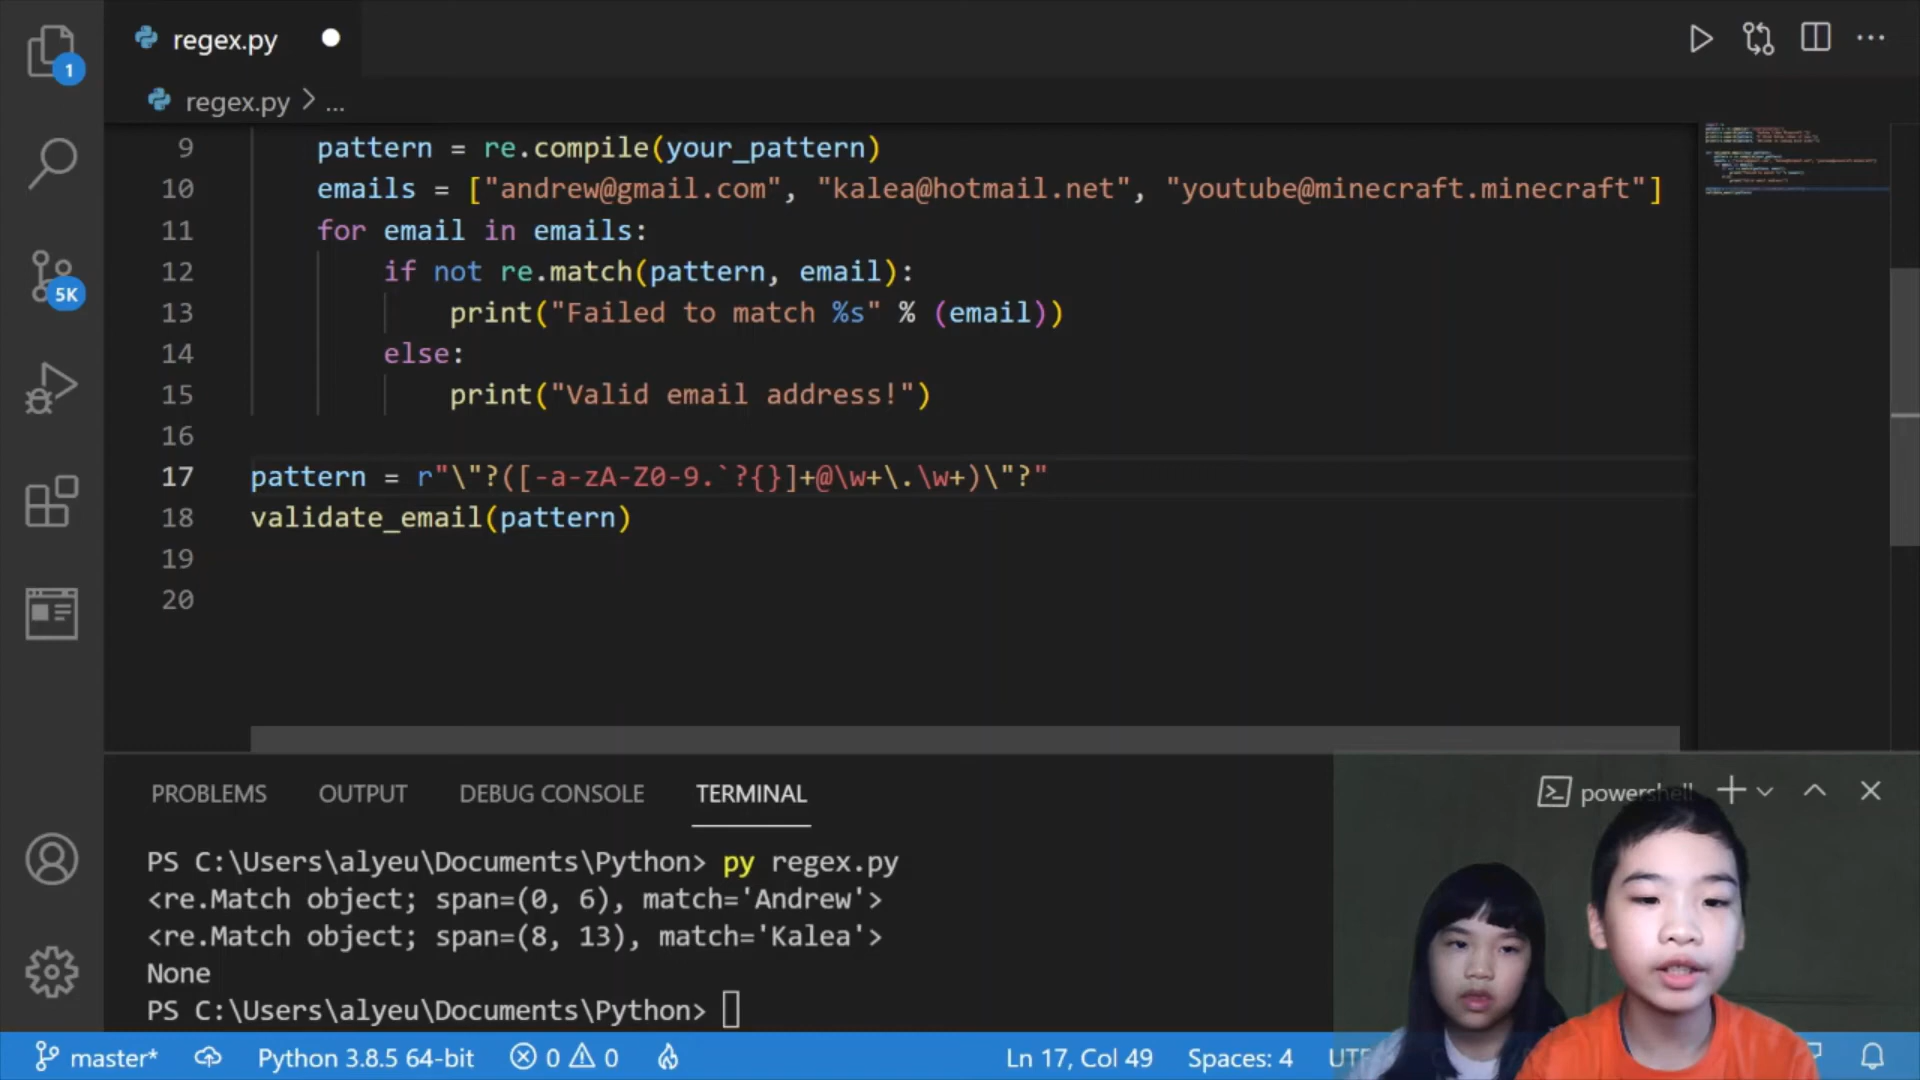 1
regex.py
regex.py > ...
9 pattern = re.compile(your_pattern)
10 emails = ["andrew@gmail.com", "kalea@hotmail.net", "youtube@minecraft.minecraft"]
11 for email in emails:
12 if not re.match(pattern, email):
13 print("Failed to match %s" % (email))
14 else:
15 print("Valid email address!")
16
17 pattern = r"\"?([-a-zA-Z0-9.`?{}]+@\w+\.\w+)\"?"
18 validate_email(pattern)
19
20
5K
PROBLEMS OUTPUT DEBUG CONSOLE TERMINAL powershell
PS C:\Users\alyeu\Documents\Python> py regex.py
<re.Match object; span=(0, 6), match='Andrew'>
<re.Match object; span=(8, 13), match='Kalea'>
None
PS C:\Users\alyeu\Documents\Python>
master* Python 3.8.5 64-bit 0 0 Ln 17, Col 49 Spaces: 4